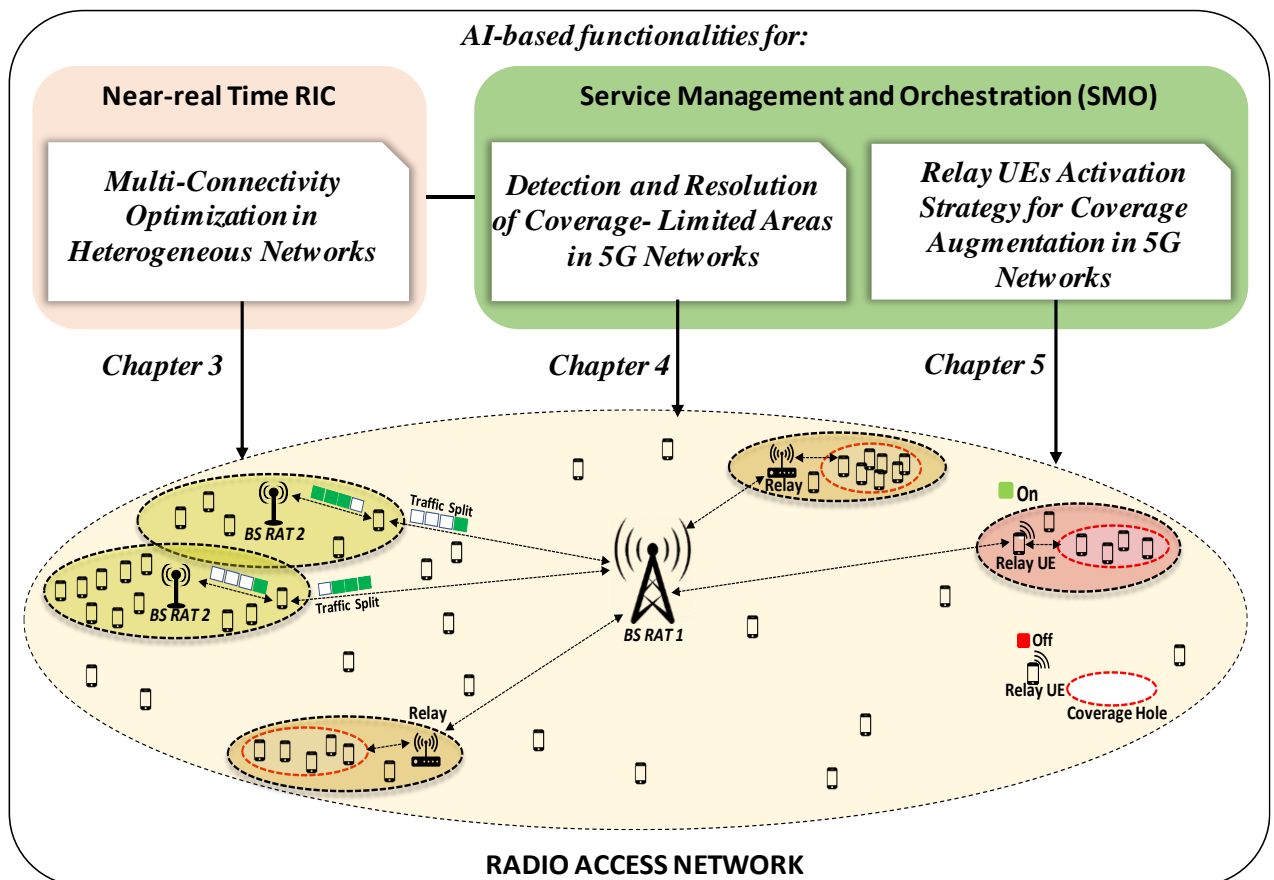 AI-based functionalities for:
Near-real Time RIC
Service Management and Orchestration (SMO)
Multi-Connectivity
Optimization in
Heterogeneous Networks
Detection and Resolution
of Coverage- Limited Areas
in 5G Networks
Relay UEs Activation
Strategy for Coverage
Augmentation in 5G
Networks
Chapter 3
Chapter 4
Chapter 5
Relay
On
BS RAT 2
Traffic Split
Relay UE
BS RAT 2
Traffic Split
BS RAT 1
Off
Relay UE
Coverage Hole
Relay
RADIO ACCESS NETWORK